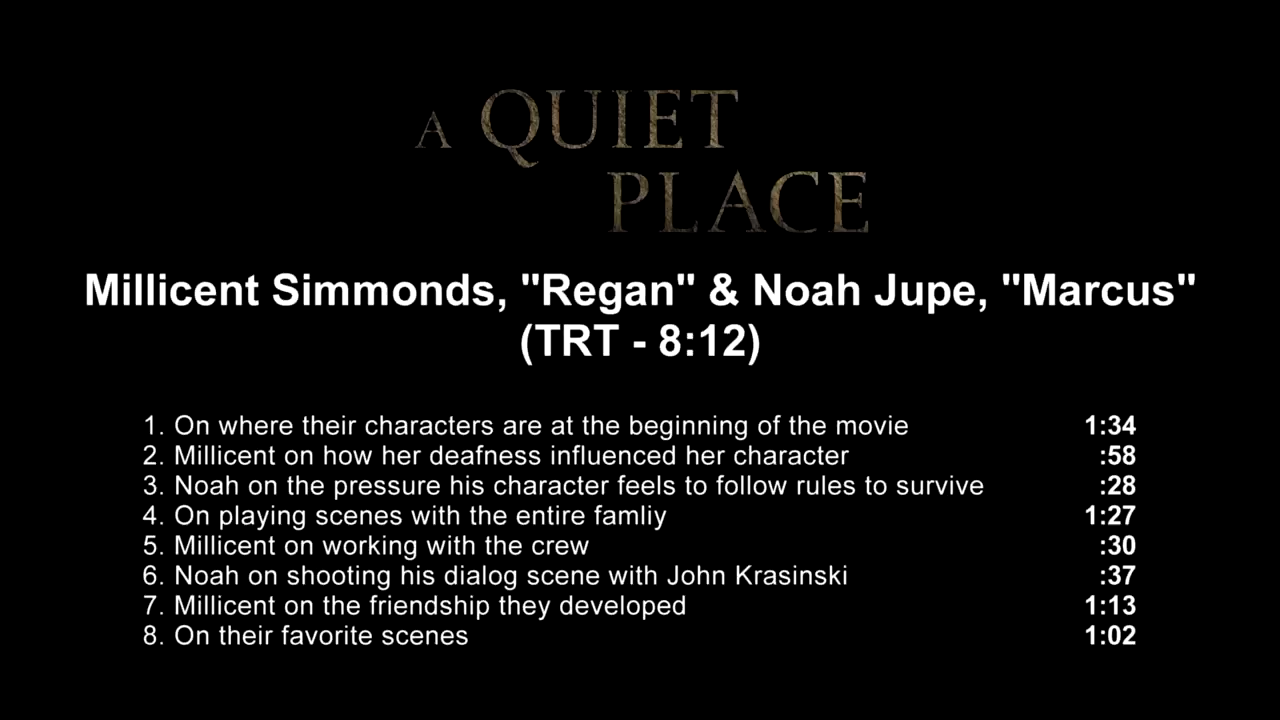 A QUIET
PLACE
Millicent Simmonds, "Regan" & Noah Jupe, "Marcus"
(TRT - 8:12)
1. On where their characters are at the beginning of the movie 1:34
2. Millicent on how her deafness influenced her character :58
3. Noah on the pressure his character feels to follow rules to survive :28
4. On playing scenes with the entire famliy 1:27
5. Millicent on working with the crew :30
6. Noah on shooting his dialog scene with John Krasinski :37
7. Millicent on the friendship they developed 1:13
8. On their favorite scenes 1:02